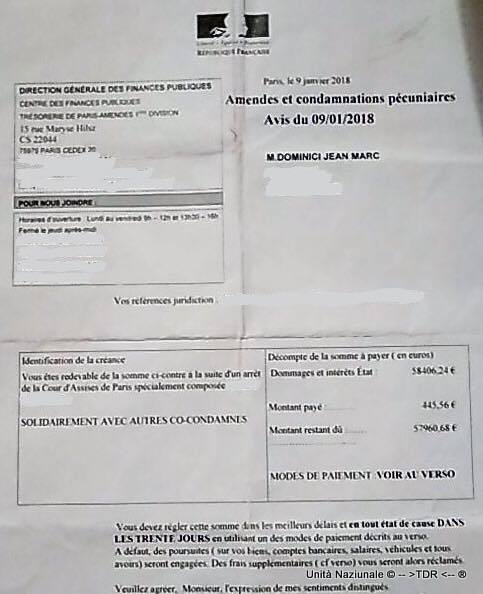 Liberté • Égalité • Fraternité
RÉPUBLIQUE FRANÇAISE
Paris, le 9 janvier 2018
Amendes et condamnations pécuniaires
Avis du 09/01/2018
M.DOMINICI JEAN MARC
DIRECTION GÉNÉRALE DES FINANCES PUBLIQUES
CENTRE DES FINANCES PUBLIQUES
TRÉSORERIE DE PARIS-AMENDES 1ÈRE DIVISION
15 rue Maryse Hilsz
CS 22044
75975 PARIS CEDEX 20
POUR NOUS JOINDRE :
Horaires d'ouverture : Lundi au vendredi 9h – 12h et 13h30 – 16h
Fermé le jeudi après-midi
Vos références juridiction :
Identification de la créance
Vous êtes redevable de la somme ci-contre à la suite d'un arrêt
de la Cour d'Assises de Paris spécialement composée
SOLIDAIREMENT AVEC AUTRES CO-CONDAMNES
Décompte de la somme à payer ( en euros)
Dommages et intérêts État : 58406,24 €
Montant payé : 445,56 €
Montant restant dû : 57960,68 €
MODES DE PAIEMENT :VOIR AU VERSO
Vous devez régler cette somme dans les meilleurs délais et en tout état de cause DANS
LES TRENTE JOURS en utilisant un des modes de paiement décrits au verso.
A défaut, des poursuites ( sur vos biens, comptes bancaires, salaires, véhicules et tous
avoirs) seront engagées. Des frais supplémentaires ( cf verso) vous seront alors réclamés.
Veuillez agréer, Monsieur, l'expression de mes sentiments distingués.
Unità Naziunale © -- >TDR <-- ®